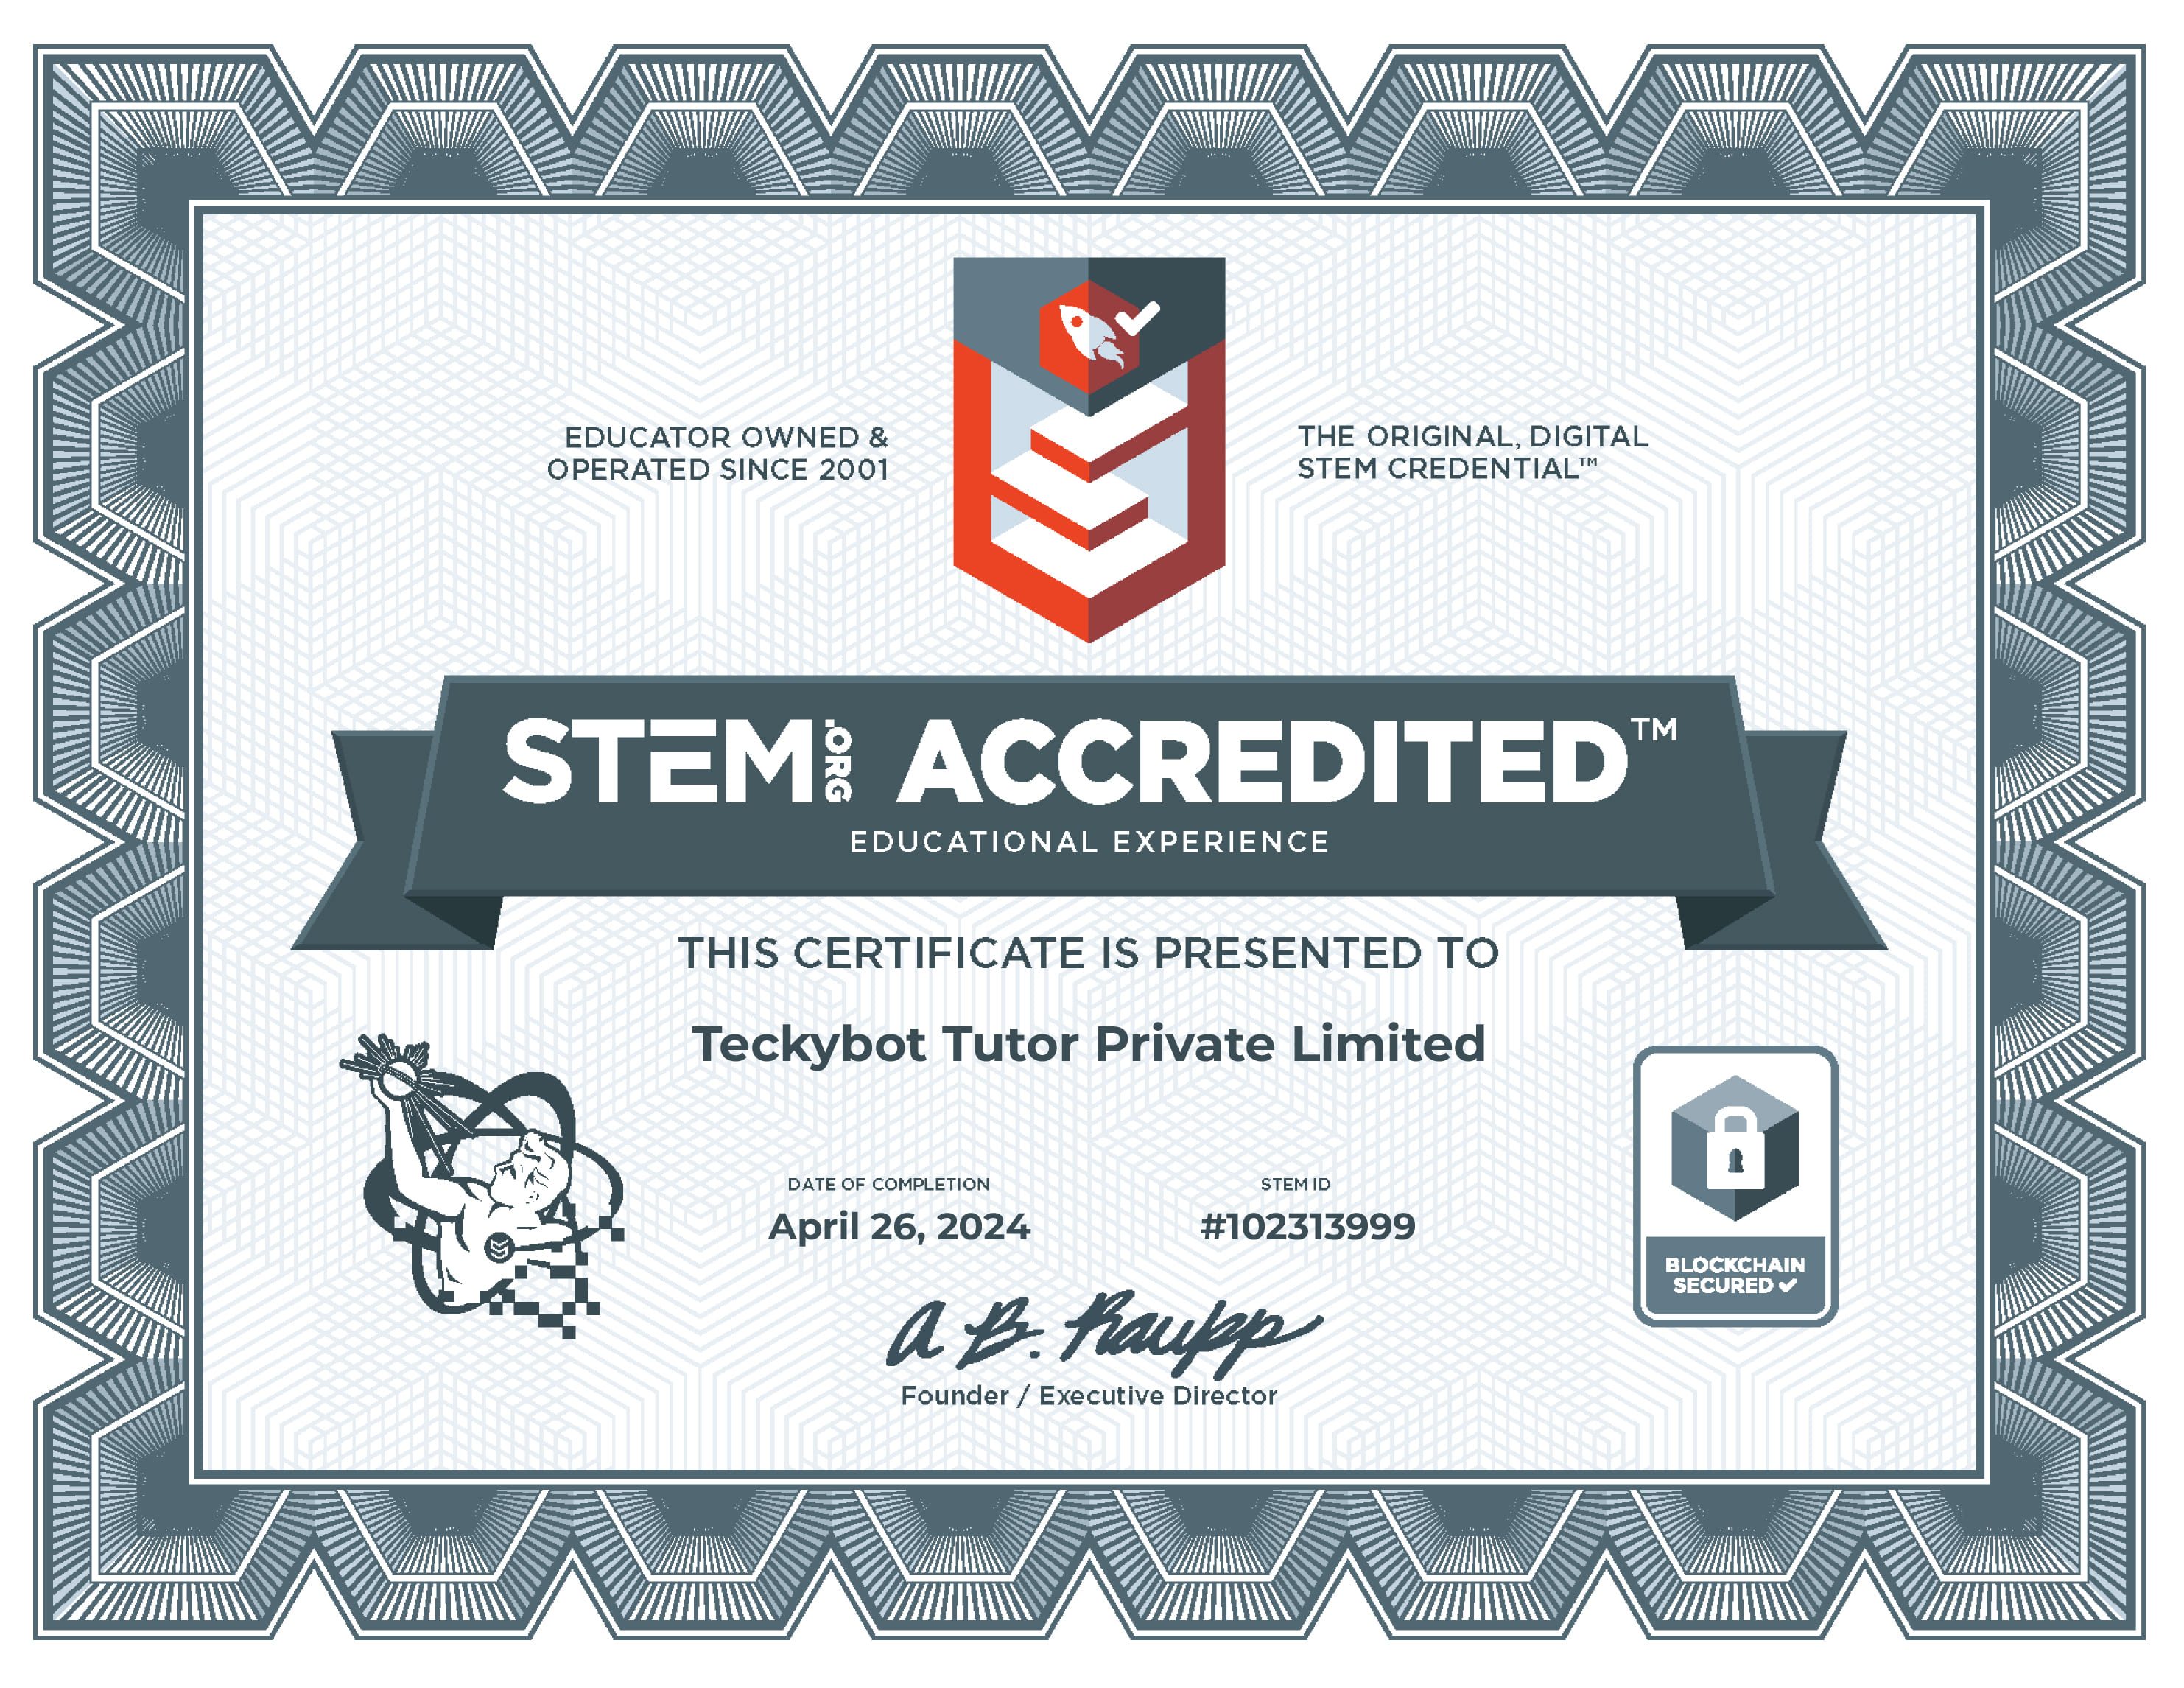 EDUCATOR OWNED &
OPERATED SINCE 2001
THE ORIGINAL, DIGITAL
STEM CREDENTIAL™
STEM.ORG ACCREDITED™
EDUCATIONAL EXPERIENCE
THIS CERTIFICATE IS PRESENTED TO
Teckybot Tutor Private Limited
DATE OF COMPLETION
April 26, 2024
STEM ID
#102313999
BLOCKCHAIN
SECURED
A B. Raupp
Founder / Executive Director